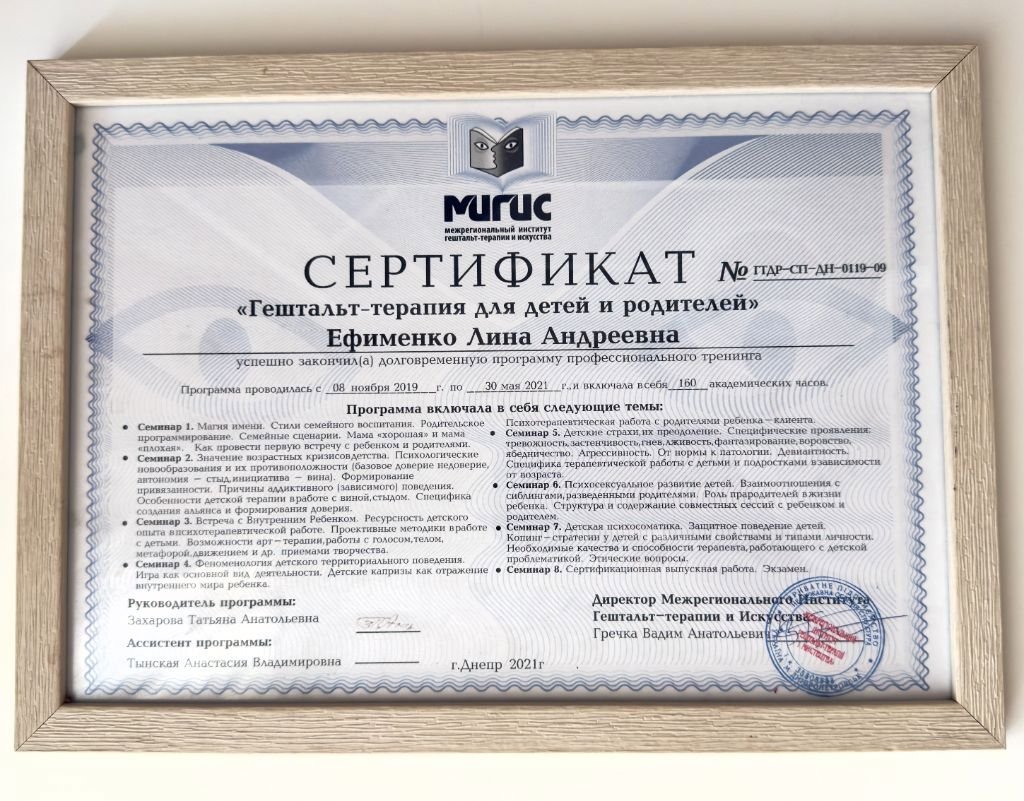 МИГИС
межрегиональный институт
гештальт-терапии и искусства
СЕРТИФИКАТ № ГТДР-СП-ДН-0119-09
«Гештальт-терапия для детей и родителей»
Ефименко Лина Андреевна
успешно закончил(а) долговременную программу профессионального тренинга
Программа проводилась с 08 ноября 2019 г. по 30 мая 2021 г., и включала в себя 160 академических часов.
Программа включала в себя следующие темы:
• Семинар 1. Магия имени. Стили семейного воспитания. Родительское
программирование. Семейные сценарии. Мама «хорошая» и мама
«плохая». Как провести первую встречу с ребенком и родителями.
• Семинар 2. Значение возрастных кризисовдетства. Психологические
новообразования и их противоположности (базовое доверие недоверие,
автономия – стыд,инициатива – вина). Формирование
привязанности. Причины аддиктивного (зависимого) поведения.
Особенности детской терапии вработе с виной,стыдом. Специфика
создания альянса и формирования доверия.
• Семинар 3. Встреча с Внутренним Ребенком. Ресурсность детского
опыта впсихотерапевтической работе. Проективные методики вработе
с детьми. Возможности арт–терапии,работы с голосом,телом,
метафорой,движением и др. приемами творчества.
• Семинар 4. Феноменология детского территориального поведения.
Игра как основной вид деятельности. Детские капризы как отражение
внутреннего мира ребенка.
Психотерапевтическая работа с родителями ребенка–клиента.
• Семинар 5. Детские страхи,их преодоление. Специфические проявления:
тревожность,застенчивость,гнев,лживость,фантазирование,воровство,
ябедничество. Агрессивность. От нормы к патологии. Девиантность.
Специфика терапевтической работы с детьми и подростками взависимости
от возраста.
• Семинар 6. Психосексуальное развитие детей. Взаимоотношения с
сиблингами,разведенными родителями. Роль прародителей вжизни
ребенка. Структура и содержание совместных сессий с ребенком и
родителем.
• Семинар 7. Детская психосоматика. Защитное поведение детей.
Копинг–стратегии у детей с различными свойствами и типами личности.
Необходимые качества и способности терапевта,работающего с детской
проблематикой. Этические вопросы.
• Семинар 8. Сертификационная выпускная работа. Экзамен.
Руководитель программы:
Захарова Татьяна Анатольевна
Ассистент программы:
Тынская Анастасия Владимировна
г.Днепр 2021г
Директор Межрегионального Института
Гештальт–терапии и Искусства
Гречка Вадим Анатольевич